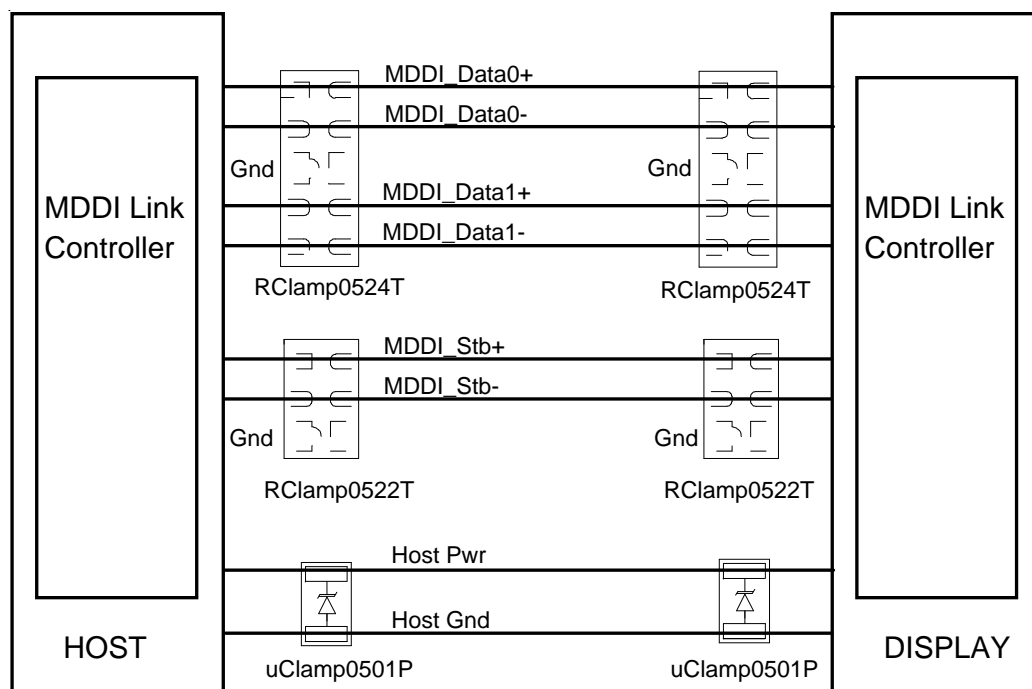 MDDI_Data0+
MDDI_Data0-
Gnd
Gnd
MDDI_Data1+
MDDI_Data1-
MDDI Link
Controller
MDDI Link
Controller
RClamp0524T
RClamp0524T
MDDI_Stb+
MDDI_Stb-
Gnd
Gnd
RClamp0522T
RClamp0522T
Host Pwr
Host Gnd
HOST
DISPLAY
uClamp0501P
uClamp0501P